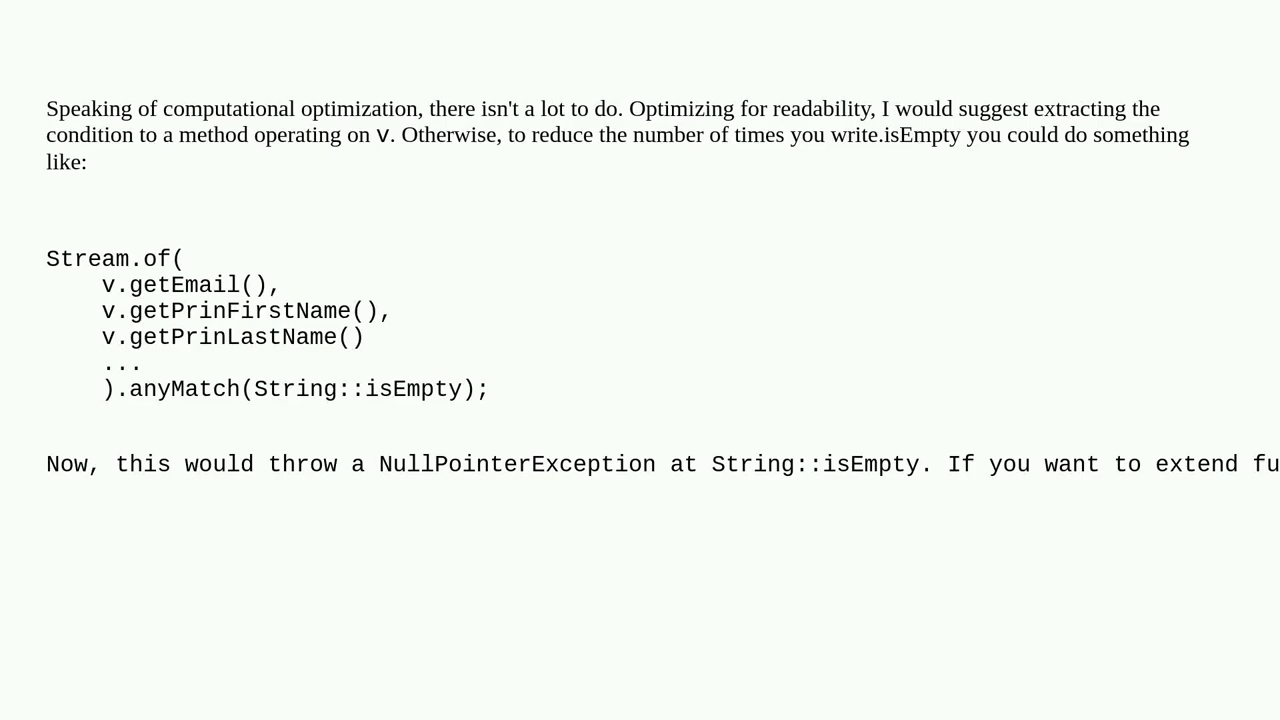 Speaking of computational optimization, there isn't a lot to do. Optimizing for readability, I would suggest extracting the
condition to a method operating on v. Otherwise, to reduce the number of times you write.isEmpty you could do something
like:
Stream.of(
    v.getEmail(),
    v.getPrinFirstName(),
    v.getPrinLastName()
    ...
    ).anyMatch(String::isEmpty);
Now, this would throw a NullPointerException at String::isEmpty. If you want to extend